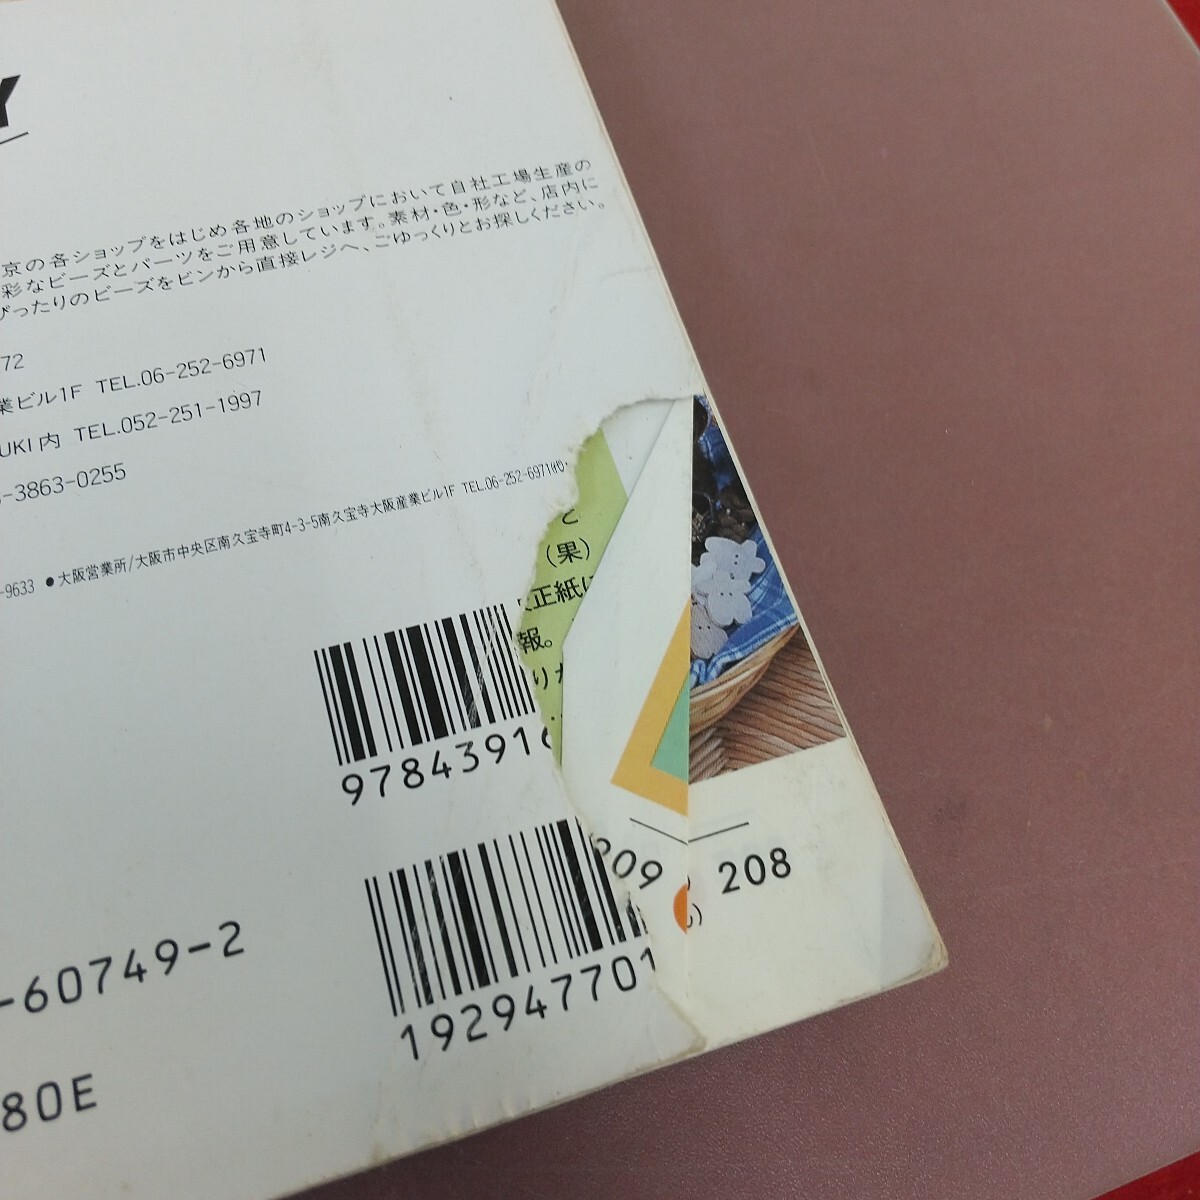 Y
京の各ショップをはじめ各地のショップにおいて自社工場生産の
彩なビーズとパーツをご用意しています。素材・色・形など、店内に
ぴったりのビーズをビンから直接レジへ、ごゆっくりとお探しください。
72
業ビル1F TEL.06-252-6971
UKI内 TEL.052-251-1997
-3863-0255
-9633 ●大阪営業所/大阪市中央区南久宝寺町4-3-5南久宝寺大阪産業ビル1F TEL.06-252-6971㈹・
と
(果)
正紙に
報。
りか
9784391
209
208
-60749-2
192947701
80E